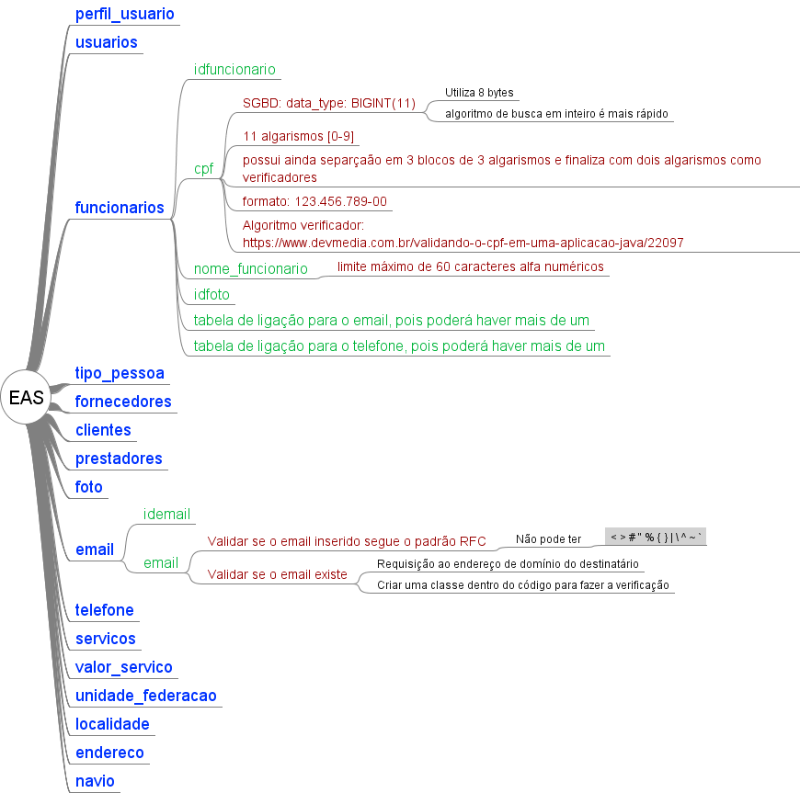 perfil_usuario
usuarios
idfuncionario
SGBD: data_type: BIGINT(11)
Utiliza 8 bytes
algoritmo de busca em inteiro é mais rápido
11 algarismos [0-9]
cpf
possui ainda separçaão em 3 blocos de 3 algarismos e finaliza com dois algarismos como
verificadores
funcionarios
formato: 123.456.789-00
Algoritmo verificador:
https://www.devmedia.com.br/validando-o-cpf-em-uma-aplicacao-java/22097
nome_funcionario
limite máximo de 60 caracteres alfa numéricos
idfoto
tabela de ligação para o email, pois poderá haver mais de um
tabela de ligação para o telefone, pois poderá haver mais de um
EAS
tipo_pessoa
fornecedores
clientes
prestadores
foto
idemail
email
email
Validar se o email inserido segue o padrão RFC
Não pode ter
< > # " % { } | \ ^ ~ `
Validar se o email existe
Requisição ao endereço de domínio do destinatário
Criar uma classe dentro do código para fazer a verificação
telefone
servicos
valor_servico
unidade_federacao
localidade
endereco
navio